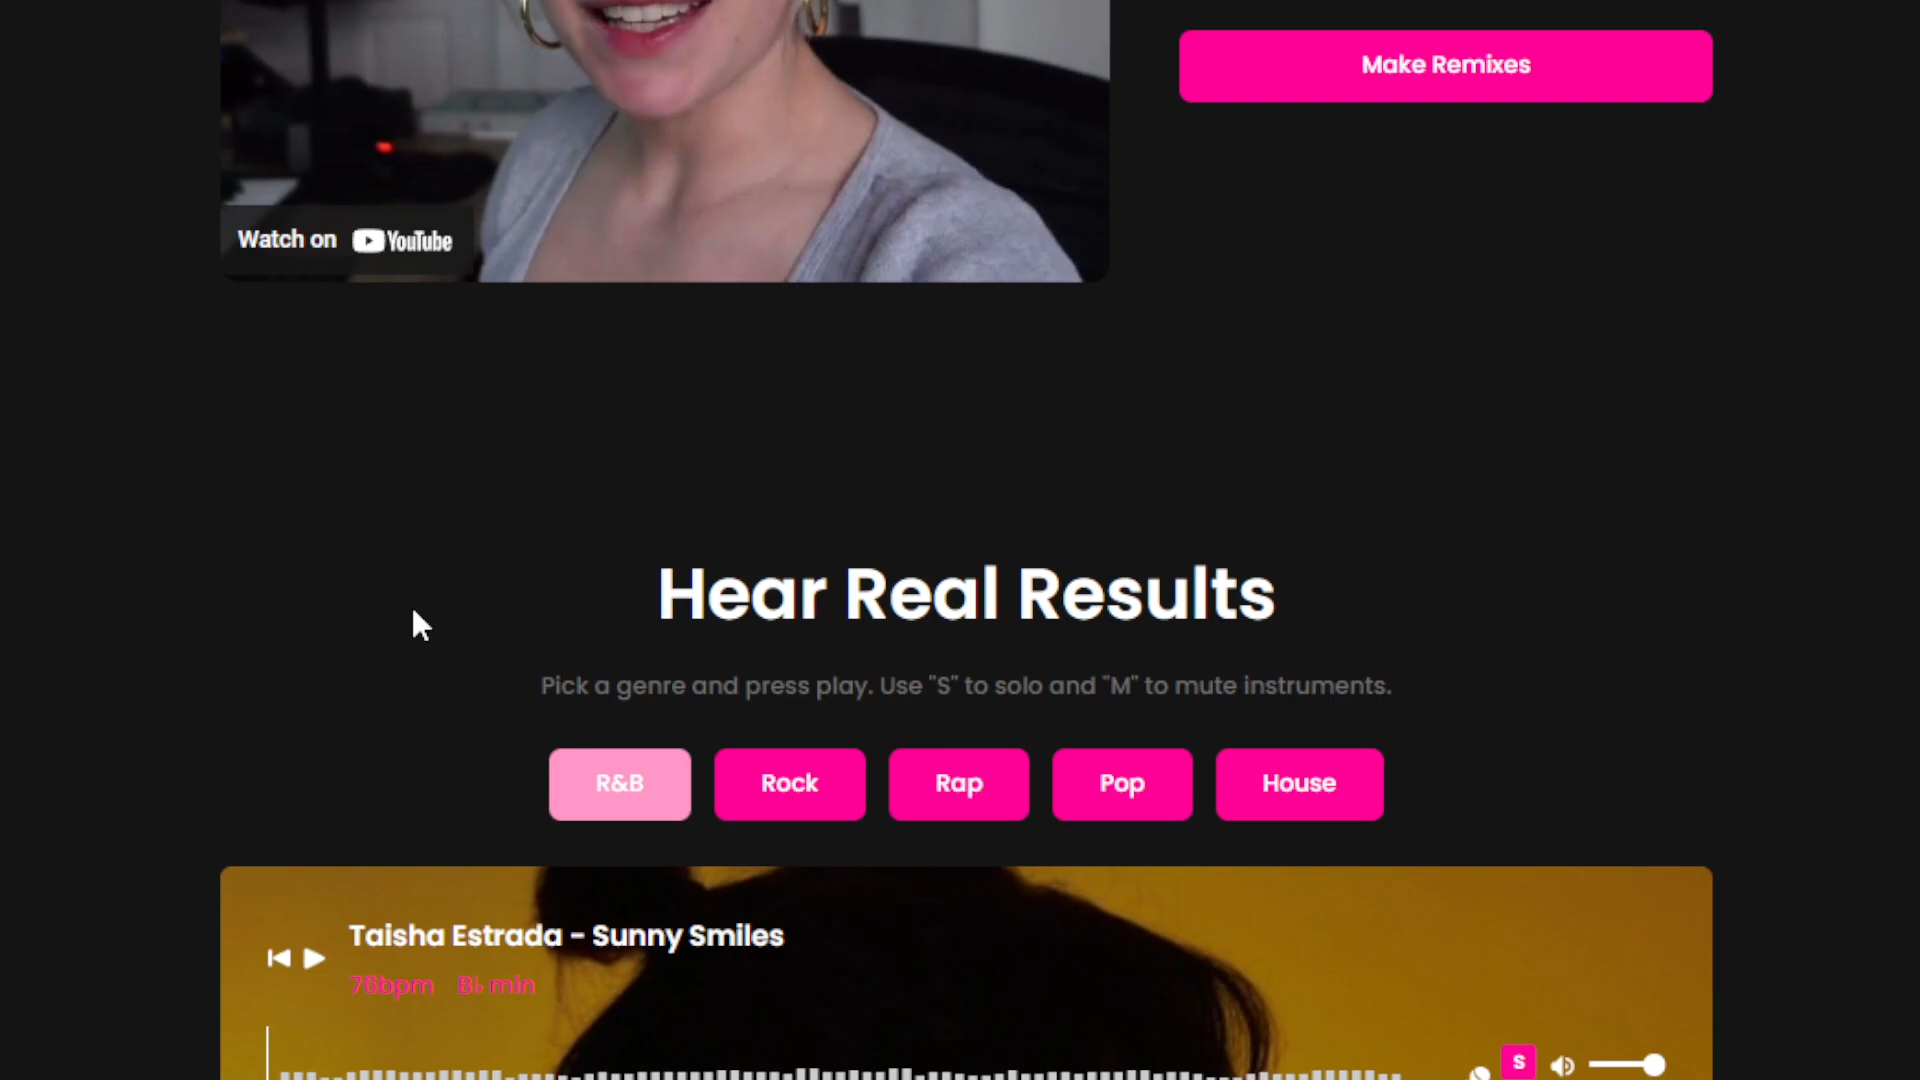 Make Remixes
Watch on YouTube
Hear Real Results
Pick a genre and press play. Use "S" to solo and "M" to mute instruments.
R&B Rock Rap Pop House
Taisha Estrada - Sunny Smiles
76bpm B♭ min
S